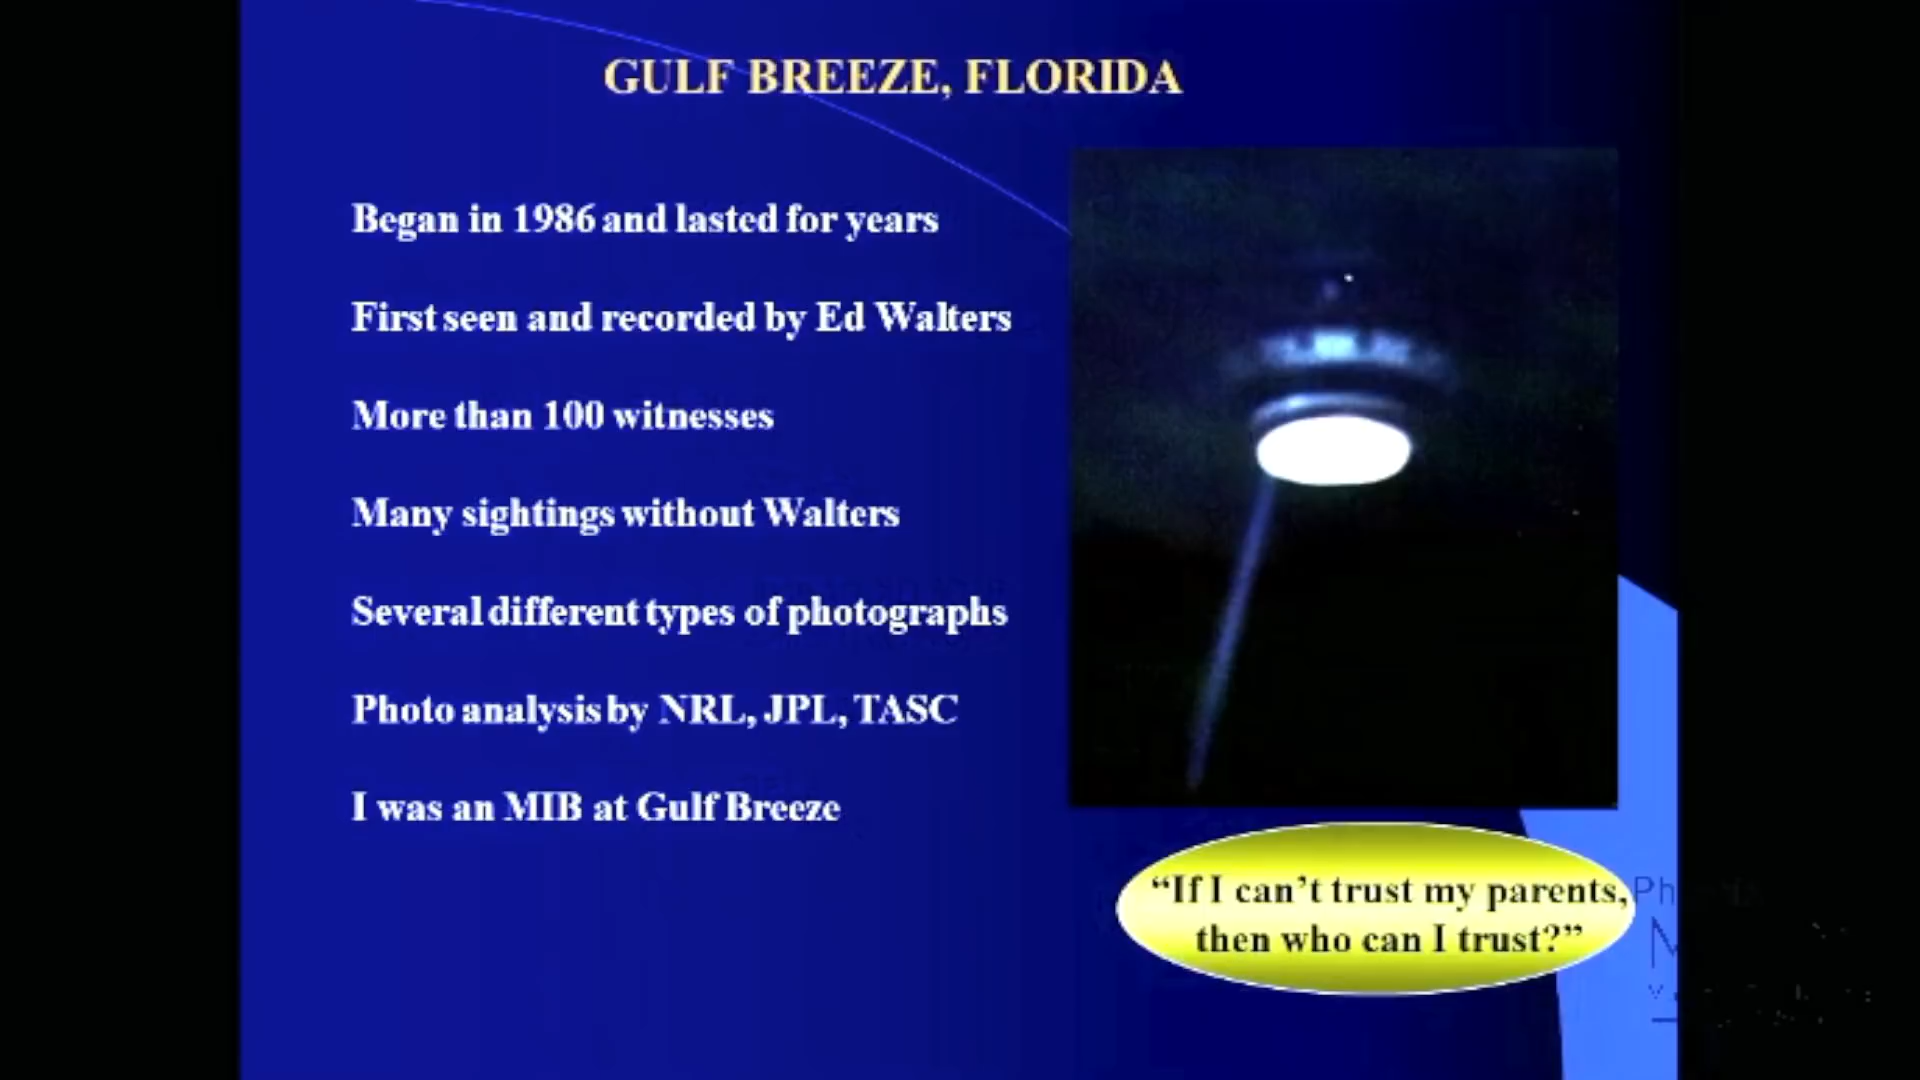 GULF BREEZE, FLORIDA
Began in 1986 and lasted for years
First seen and recorded by Ed Walters
More than 100 witnesses
Many sightings without Walters
Several different types of photographs
Photo analysis by NRL, JPL, TASC
I was an MIB at Gulf Breeze
“If I can’t trust my parents,
then who can I trust?”